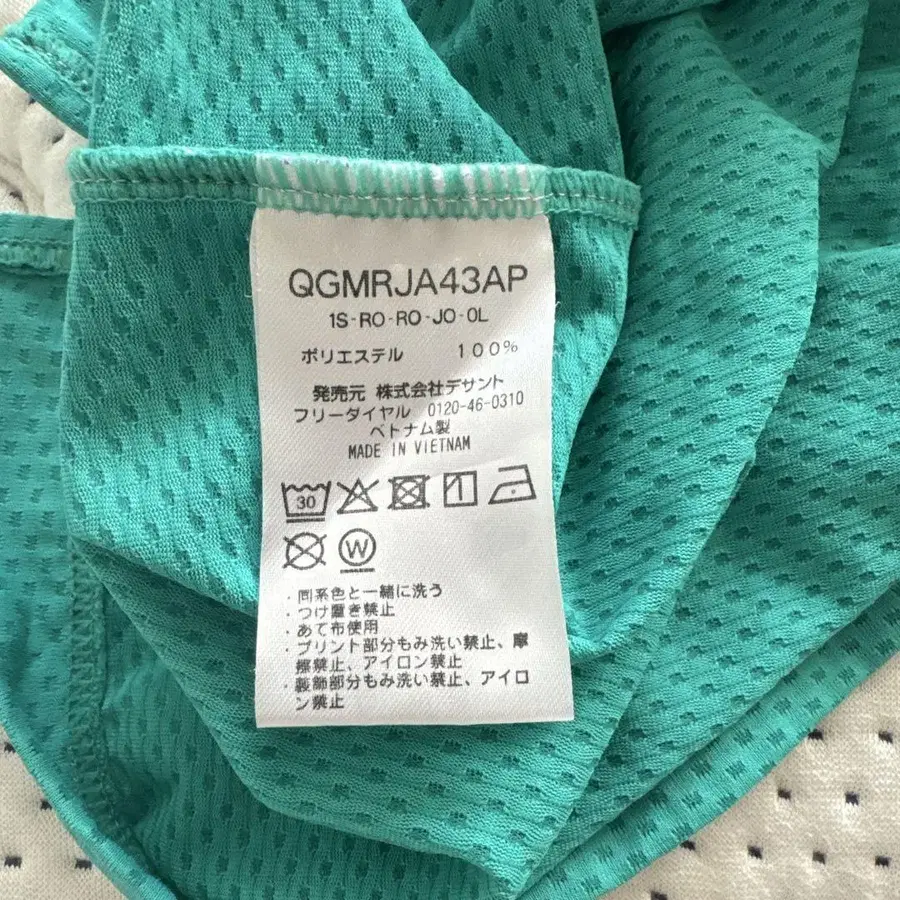 QGMRJA43AP
1S-RO-RO-JO-0L
ポリエステル 100%
発売元 株式会社デサント
フリーダイヤル 0120-46-0310
ベトナム製
MADE IN VIETNAM
30
W
・同系色と一緒に洗う
・つけ置き禁止
・あて布使用
・プリント部分もみ洗い禁止、摩
擦禁止、アイロン禁止
・装飾部分もみ洗い禁止、アイロ
ン禁止